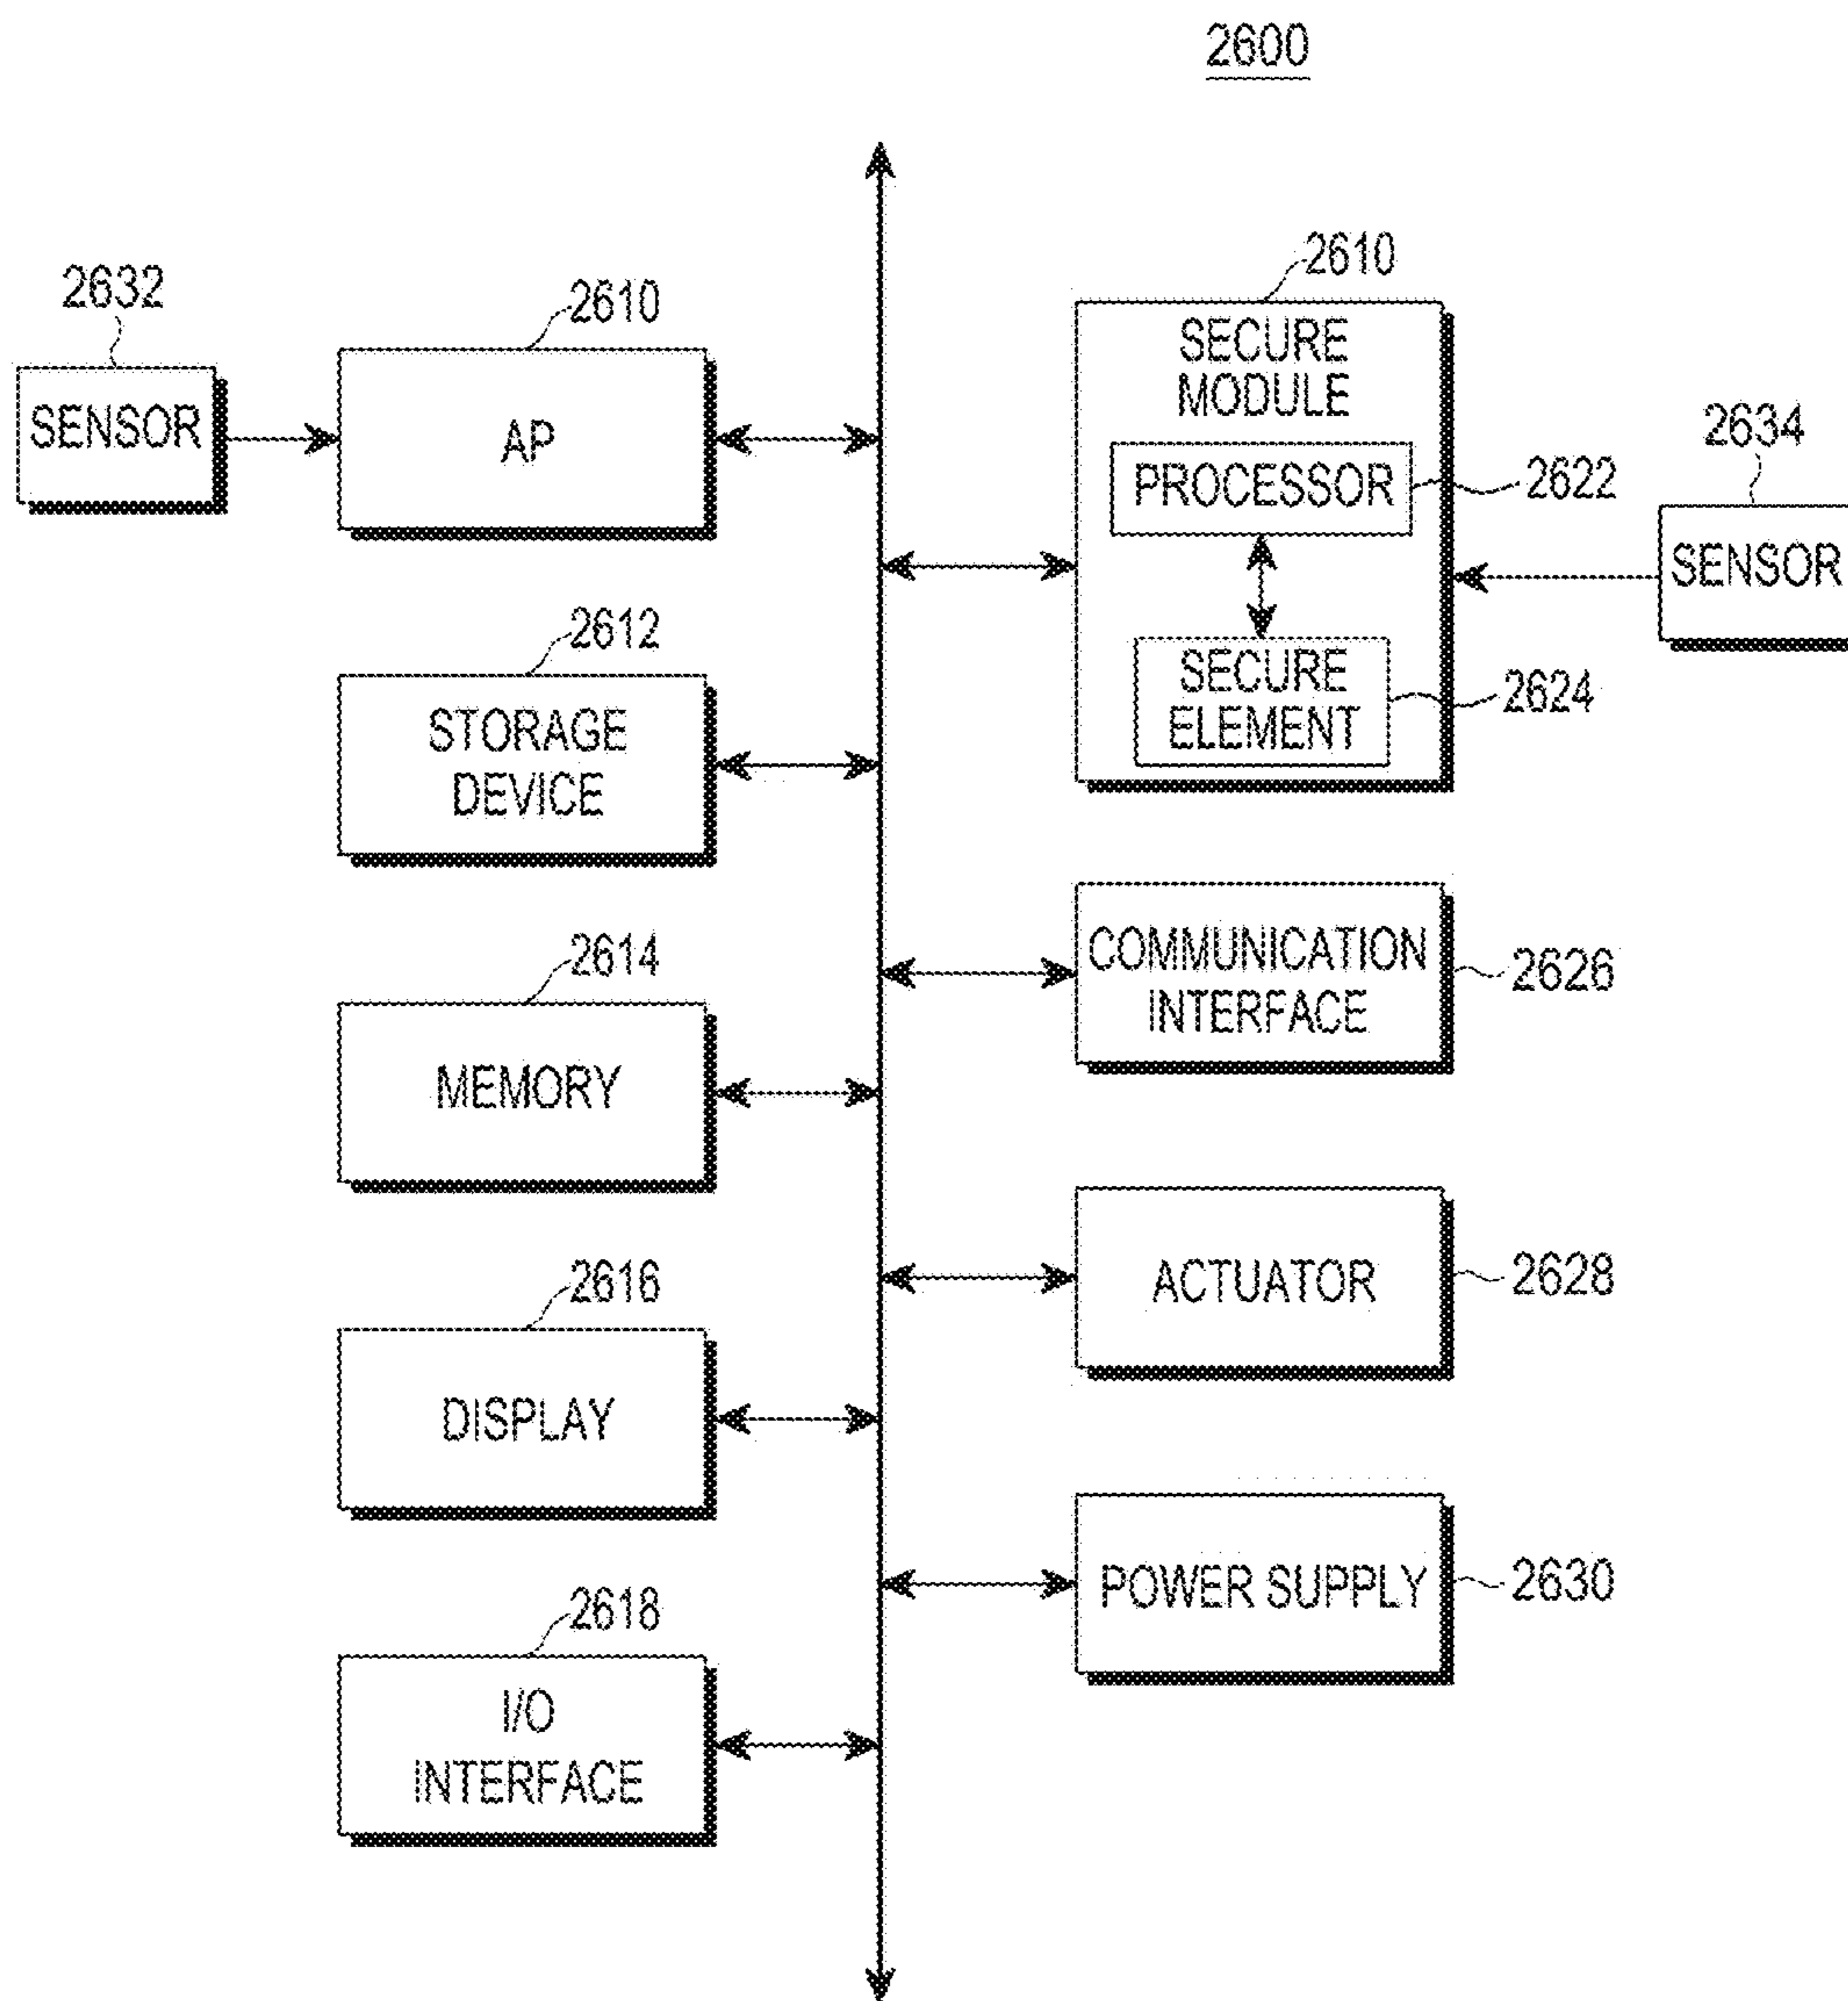 2600
2632
SENSOR
2610
AP
2612
STORAGE
DEVICE
2614
MEMORY
2616
DISPLAY
2618
I/O
INTERFACE
2610
SECURE
MODULE
PROCESSOR
2622
SECURE
ELEMENT
2624
2634
SENSOR
COMMUNICATION
INTERFACE
2626
ACTUATOR
2628
POWER SUPPLY
2630